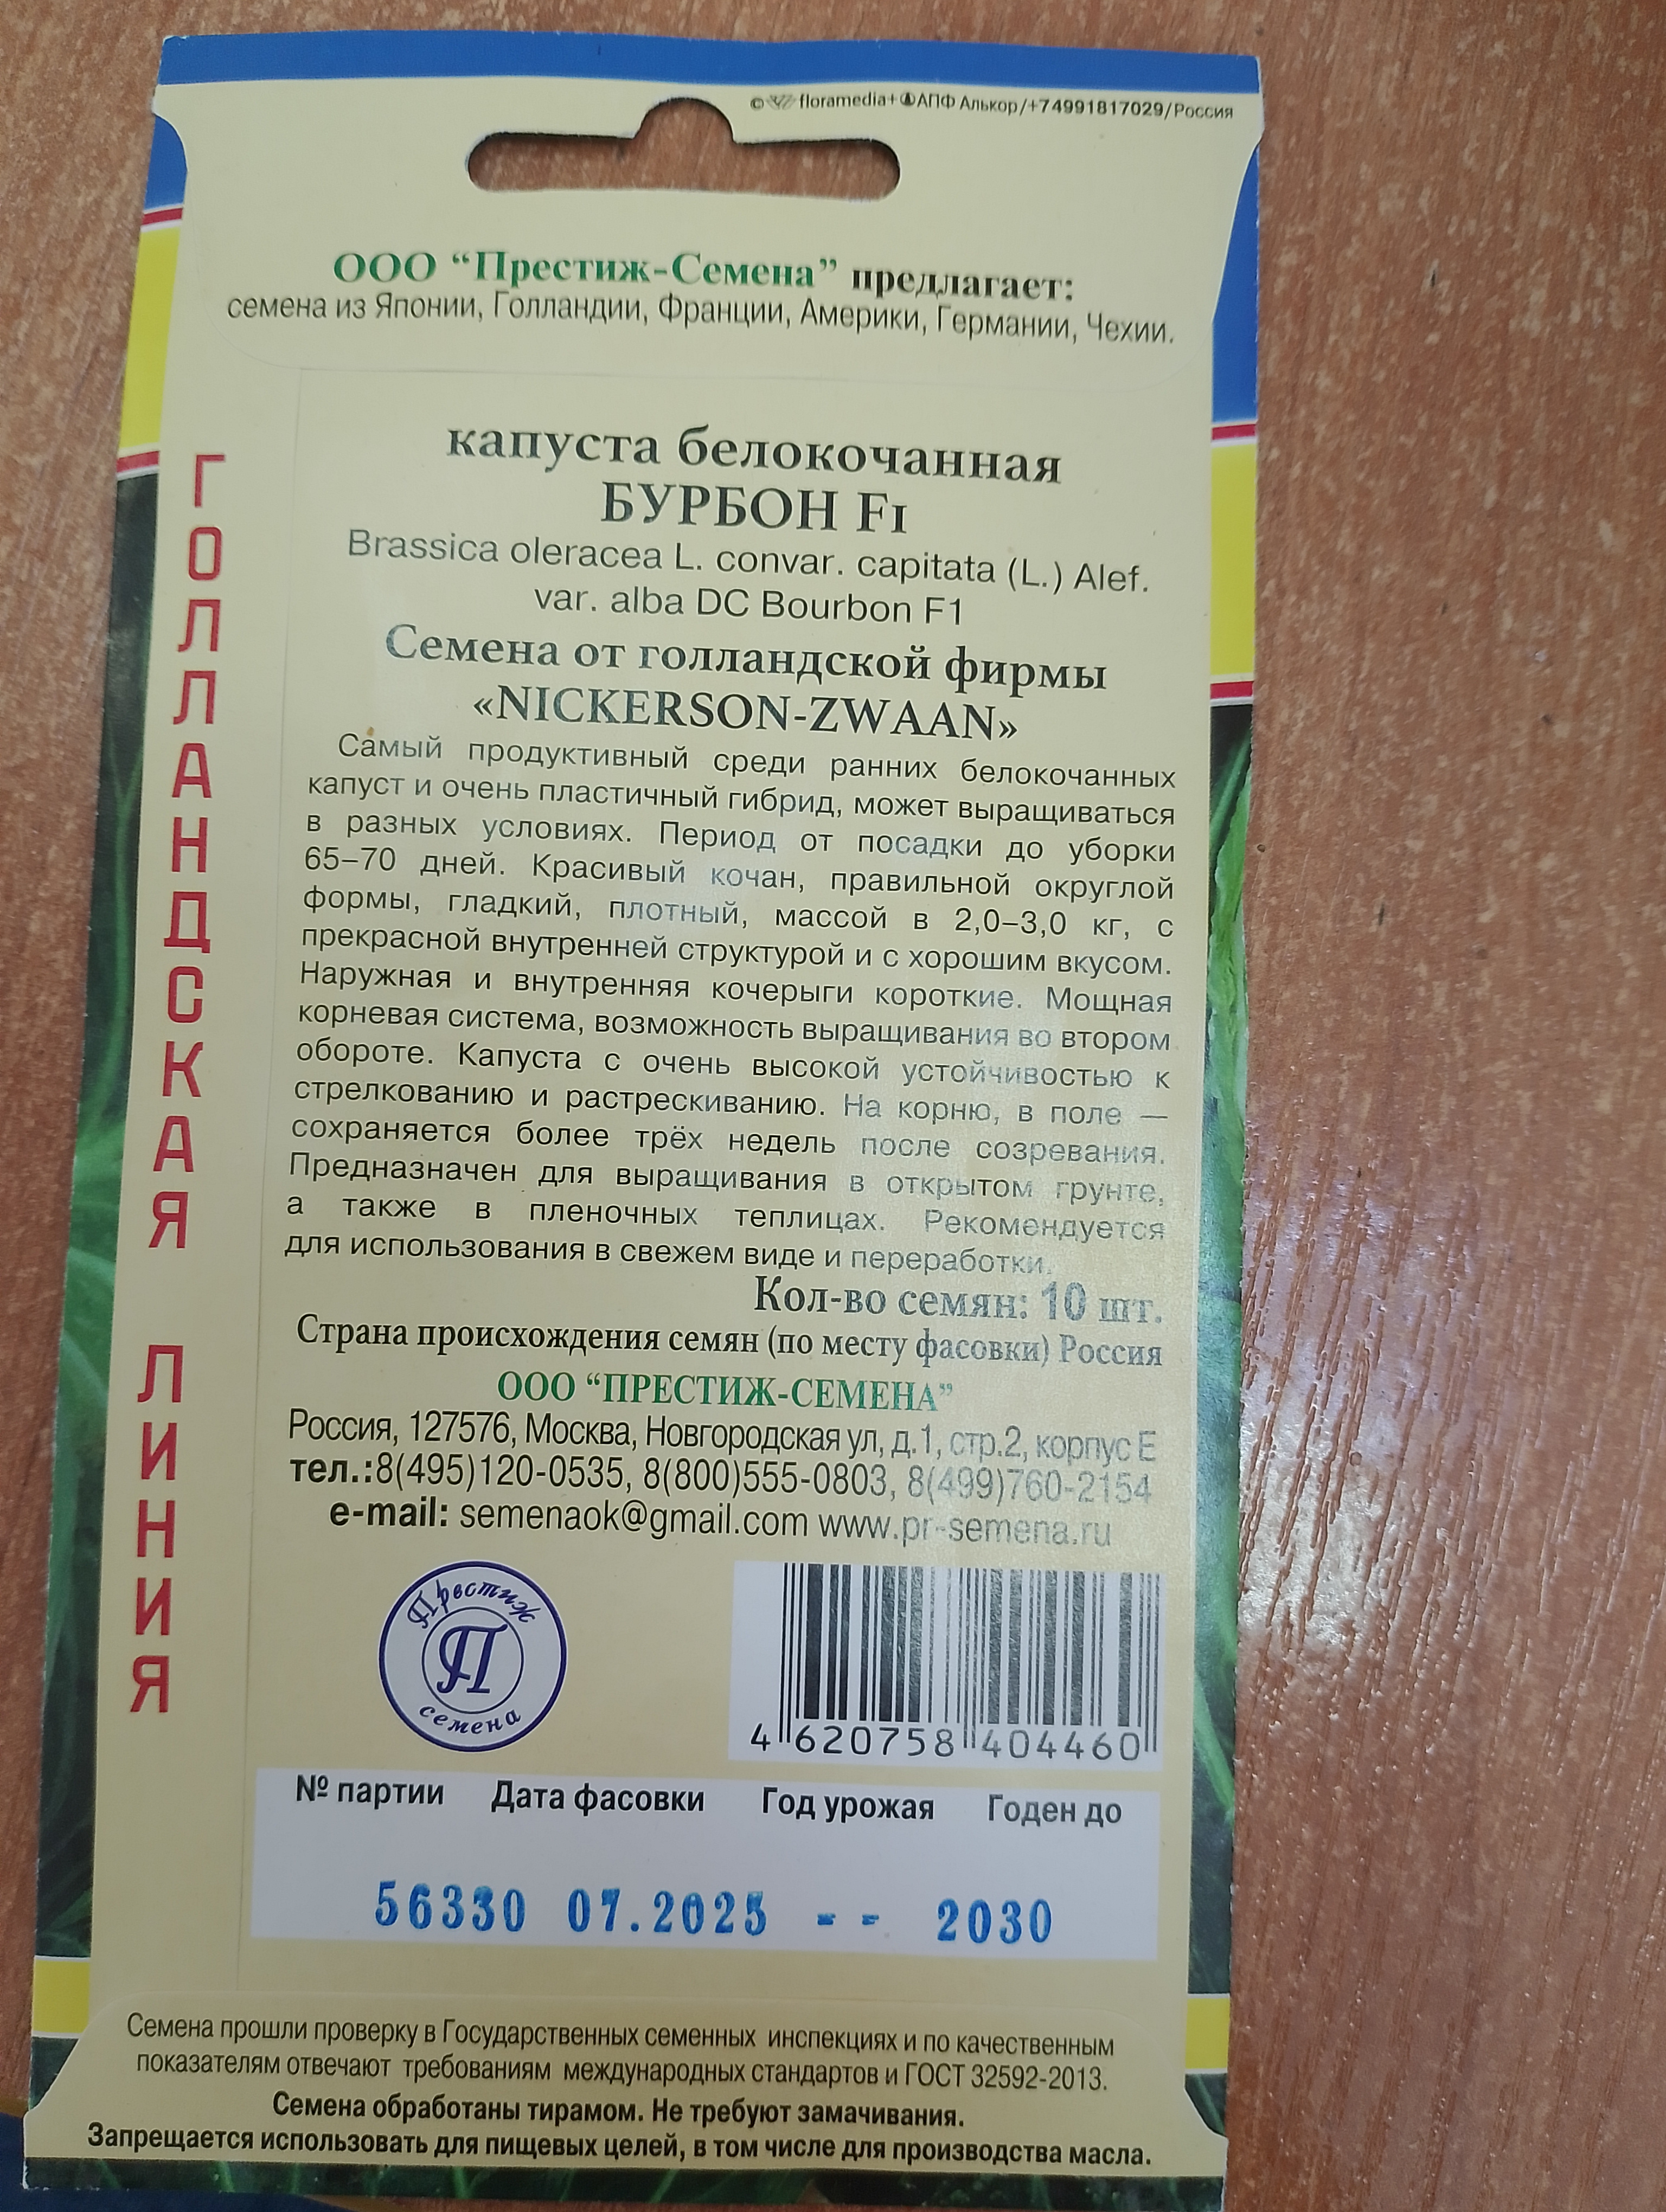 © floramedia+ АПФ Алькор/+74991817029/Россия
ООО “Престиж-Семена” предлагает:
семена из Японии, Голландии, Франции, Америки, Германии, Чехии.
ГОЛЛАНДСКАЯ ЛИНИЯ
капуста белокочанная
БУРБОН F1
Brassica oleracea L. convar. capitata (L.) Alef.
var. alba DC Bourbon F1
Семена от голландской фирмы
«NICKERSON-ZWAAN»
Самый продуктивный среди ранних белокочанных
капуст и очень пластичный гибрид, может выращиваться
в разных условиях. Период от посадки до уборки
65–70 дней. Красивый кочан, правильной округлой
формы, гладкий, плотный, массой в 2,0–3,0 кг, с
прекрасной внутренней структурой и с хорошим вкусом.
Наружная и внутренняя кочерыги короткие. Мощная
корневая система, возможность выращивания во втором
обороте. Капуста с очень высокой устойчивостью к
стрелкованию и растрескиванию. На корню, в поле —
сохраняется более трёх недель после созревания.
Предназначен для выращивания в открытом грунте,
а также в пленочных теплицах. Рекомендуется
для использования в свежем виде и переработки.
Кол-во семян: 10 шт.
Страна происхождения семян (по месту фасовки) Россия
ООО “ПРЕСТИЖ-СЕМЕНА”
Россия, 127576, Москва, Новгородская ул, д.1, стр.2, корпус Е
тел.:8(495)120-0535, 8(800)555-0803, 8(499)760-2154
e-mail: semenaok@gmail.com www.pr-semena.ru
Престиж
П
семена
4 620758 404460
№ партии Дата фасовки Год урожая Годен до
56330 07.2025 - - 2030
Семена прошли проверку в Государственных семенных инспекциях и по качественным
показателям отвечают требованиям международных стандартов и ГОСТ 32592-2013.
Семена обработаны тирамом. Не требуют замачивания.
Запрещается использовать для пищевых целей, в том числе для производства масла.